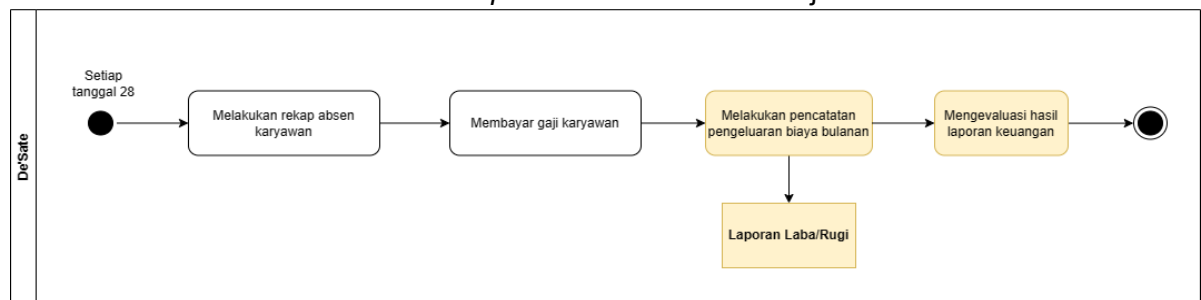 De'Sate
Setiap
tanggal 28
Melakukan rekap absen
karyawan
Membayar gaji karyawan
Melakukan pencatatan
pengeluaran biaya bulanan
Mengevaluasi hasil
laporan keuangan
Laporan Laba/Rugi